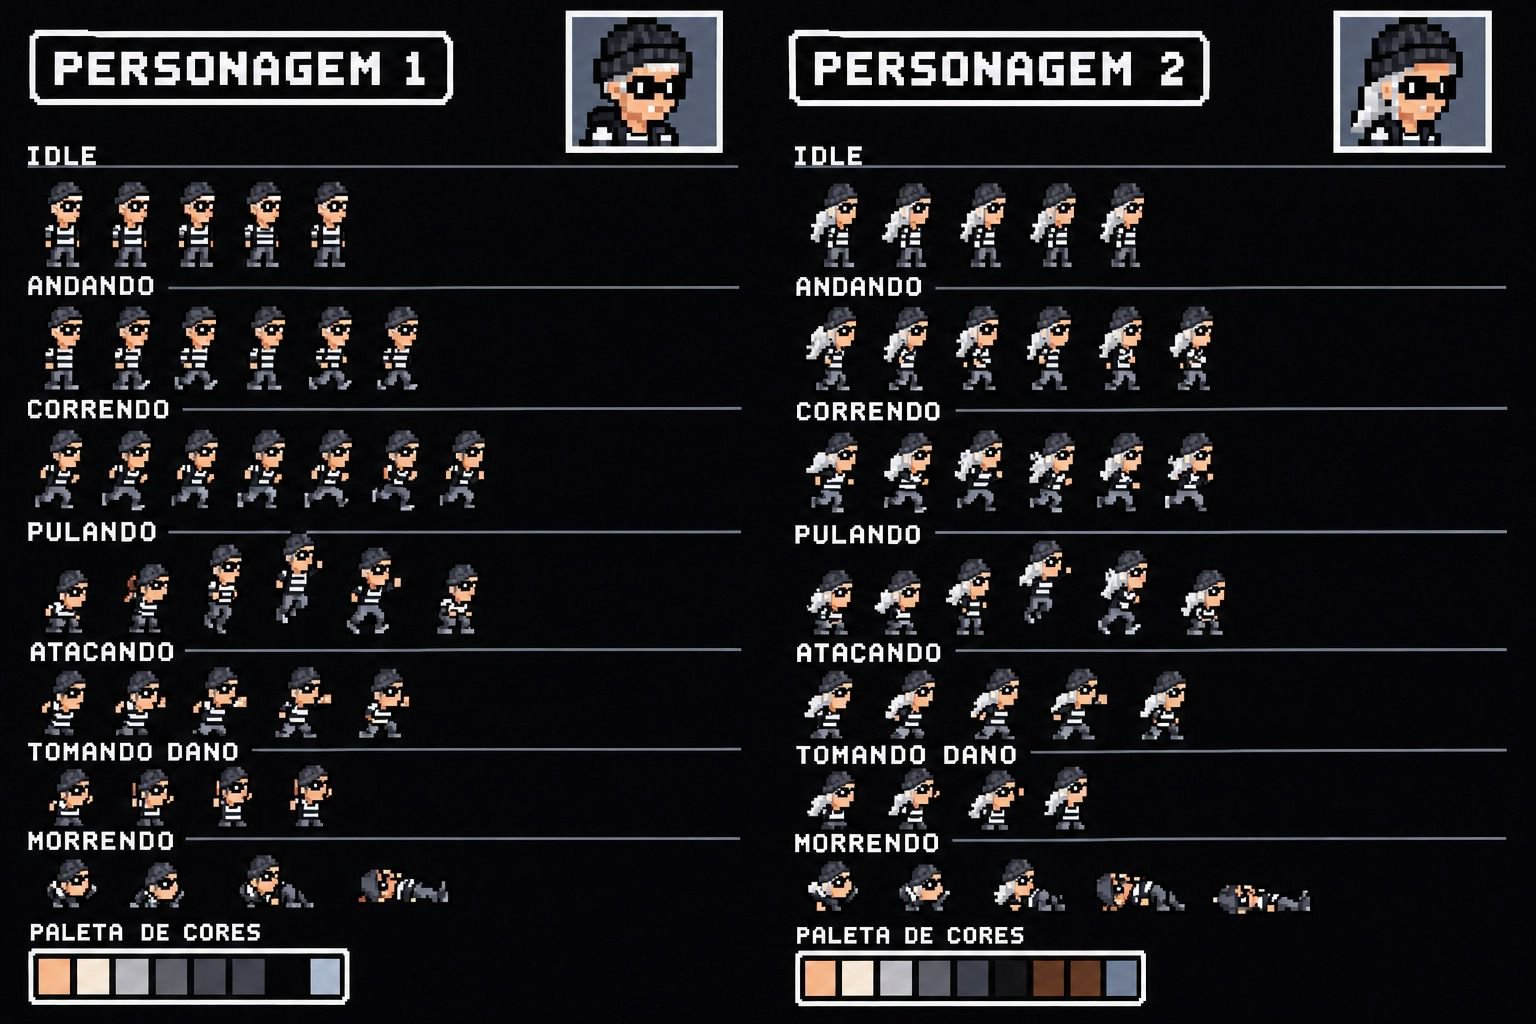 PERSONAGEM 1
IDLE
ANDANDO
CORRENDO
PULANDO
ATACANDO
TOMANDO DANO
MORRENDO
PALETA DE CORES
PERSONAGEM 2
IDLE
ANDANDO
CORRENDO
PULANDO
ATACANDO
TOMANDO DANO
MORRENDO
PALETA DE CORES